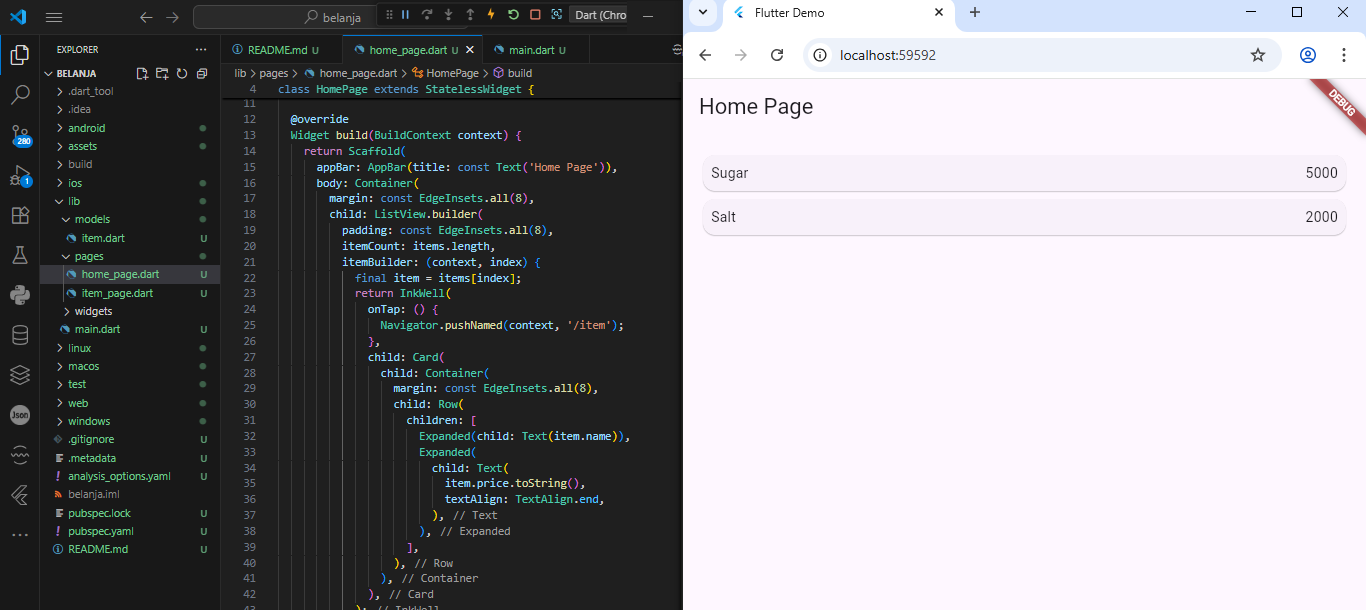 belanja
Dart (Chro
EXPLORER
BELANJA
.dart_tool
.idea
android
assets
build
ios
lib
models
item.dart U
pages
home_page.dart U
item_page.dart U
widgets
main.dart U
linux
macos
test
web
windows
.gitignore U
.metadata U
analysis_options.yaml U
belanja.iml
pubspec.lock U
pubspec.yaml U
README.md U
280
1
Json
README.md U
home_page.dart U
main.dart U
lib > pages > home_page.dart > HomePage > build
4 class HomePage extends StatelessWidget {
11
12 @override
13 Widget build(BuildContext context) {
14 return Scaffold(
15 appBar: AppBar(title: const Text('Home Page')),
16 body: Container(
17 margin: const EdgeInsets.all(8),
18 child: ListView.builder(
19 padding: const EdgeInsets.all(8),
20 itemCount: items.length,
21 itemBuilder: (context, index) {
22 final item = items[index];
23 return InkWell(
24 onTap: () {
25 Navigator.pushNamed(context, '/item');
26 },
27 child: Card(
28 child: Container(
29 margin: const EdgeInsets.all(8),
30 child: Row(
31 children: [
32 Expanded(child: Text(item.name)),
33 Expanded(
34 child: Text(
35 item.price.toString(),
36 textAlign: TextAlign.end,
37 ), // Text
38 ), // Expanded
39 ],
40 ), // Row
41 ), // Container
42 ), // Card
43 ); // InkWell
Flutter Demo
localhost:59592
Home Page
DEBUG
Sugar 5000
Salt 2000